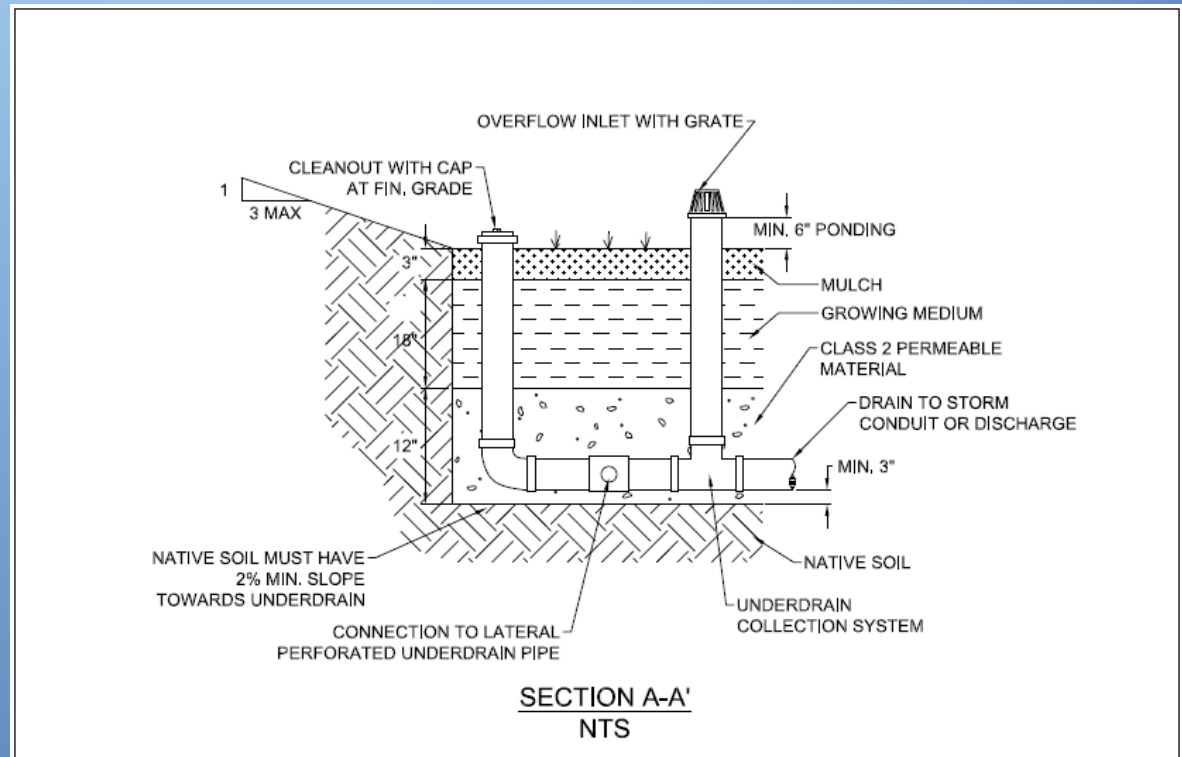 OVERFLOW INLET WITH GRATE
CLEANOUT WITH CAP
AT FIN. GRADE
1
3 MAX
MIN. 6" PONDING
3"
MULCH
GROWING MEDIUM
18"
CLASS 2 PERMEABLE
MATERIAL
DRAIN TO STORM
CONDUIT OR DISCHARGE
12"
MIN. 3"
NATIVE SOIL MUST HAVE
2% MIN. SLOPE
TOWARDS UNDERDRAIN
NATIVE SOIL
UNDERDRAIN
COLLECTION SYSTEM
CONNECTION TO LATERAL
PERFORATED UNDERDRAIN PIPE
SECTION A-A'
NTS